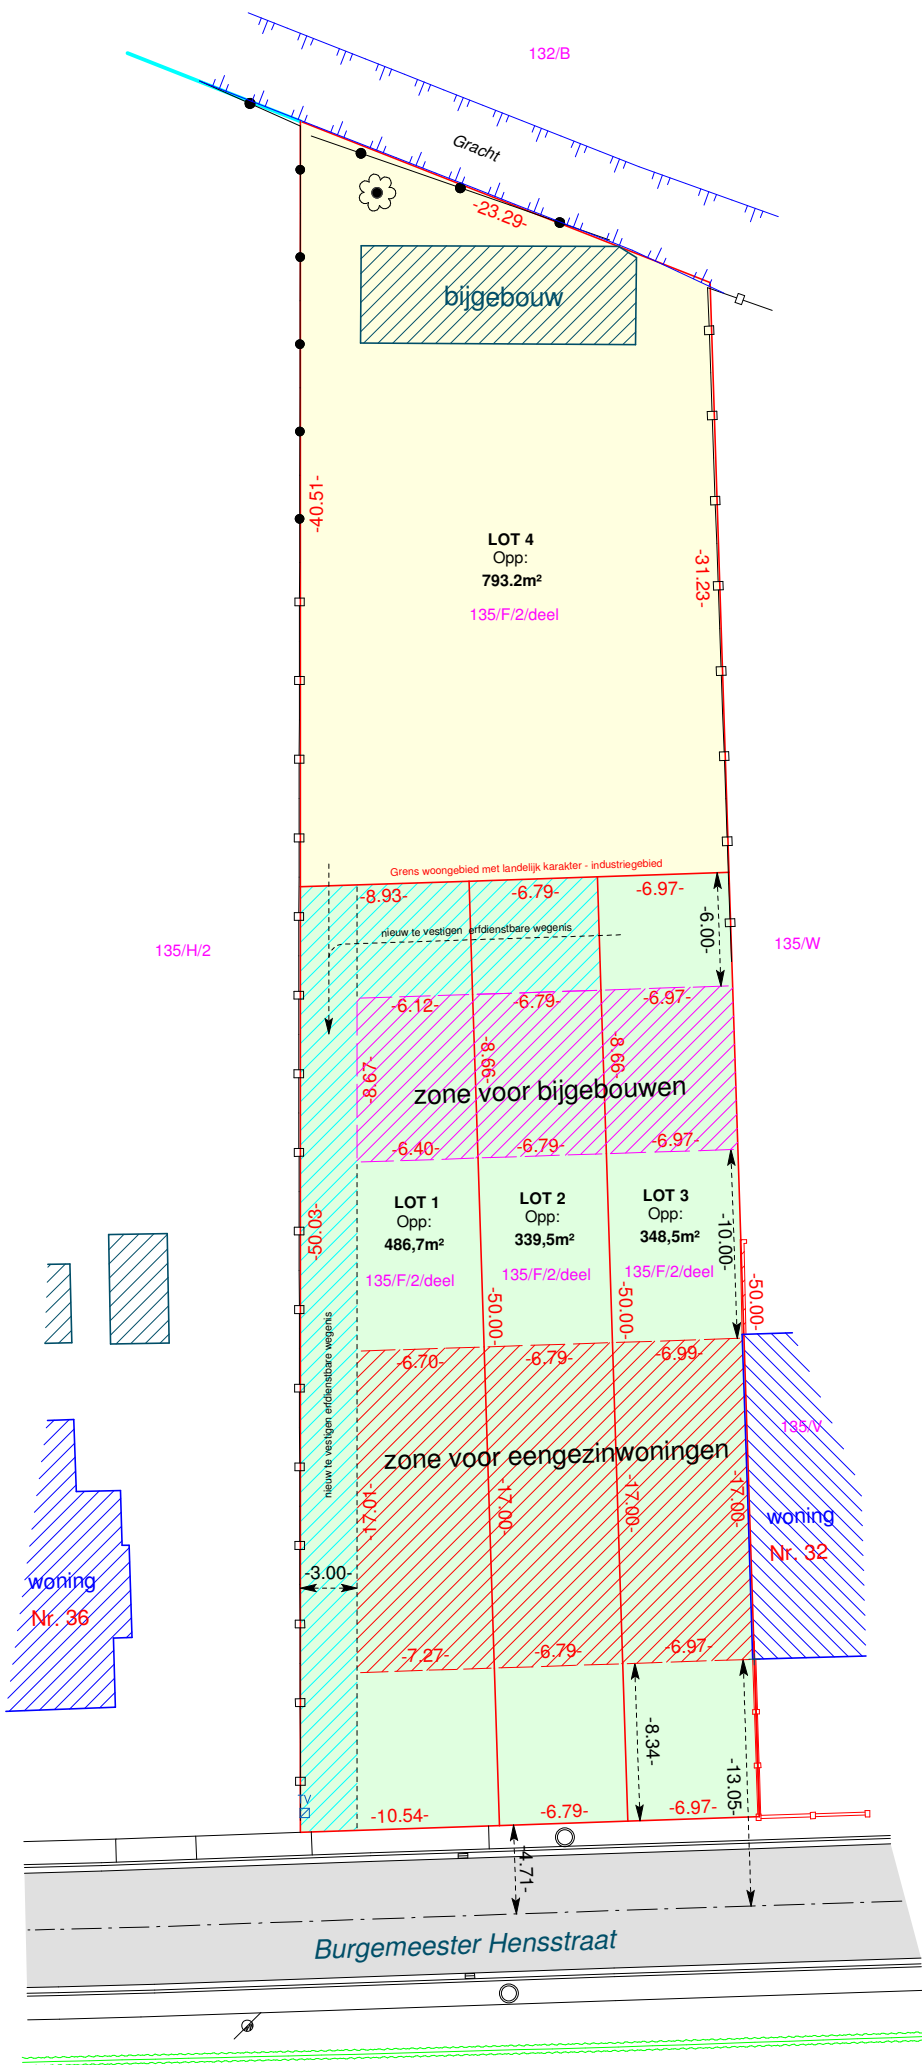 132/B
Gracht
-23.29-
bijgebouw
-40.51-
LOT 4
Opp:
793.2m²
135/F/2/deel
-31.23-
Grens woongebied met landelijk karakter - industriegebied
-8.93-
-6.79-
-6.97-
-6.00-
nieuw te vestigen erfdienstbare wegenis
135/H/2
135/W
-6.12-
-6.79-
-6.97-
-8.67-
-8.66-
-8.66-
zone voor bijgebouwen
-6.40-
-6.79-
-6.97-
LOT 1
Opp:
486,7m²
135/F/2/deel
LOT 2
Opp:
339,5m²
135/F/2/deel
LOT 3
Opp:
348,5m²
135/F/2/deel
-10.00-
-50.03-
-50.00-
-50.00-
-50.00-
nieuw te vestigen erfdienstbare wegenis
-6.70-
-6.79-
-6.99-
135/V
zone voor eengezinwoningen
-17.01-
-17.00-
-17.00-
-17.00-
woning
Nr. 32
-3.00-
woning
Nr. 36
-7.27-
-6.79-
-6.97-
-8.34-
-13.05-
TV
-10.54-
-6.79-
-6.97-
-4.71-
Burgemeester Hensstraat